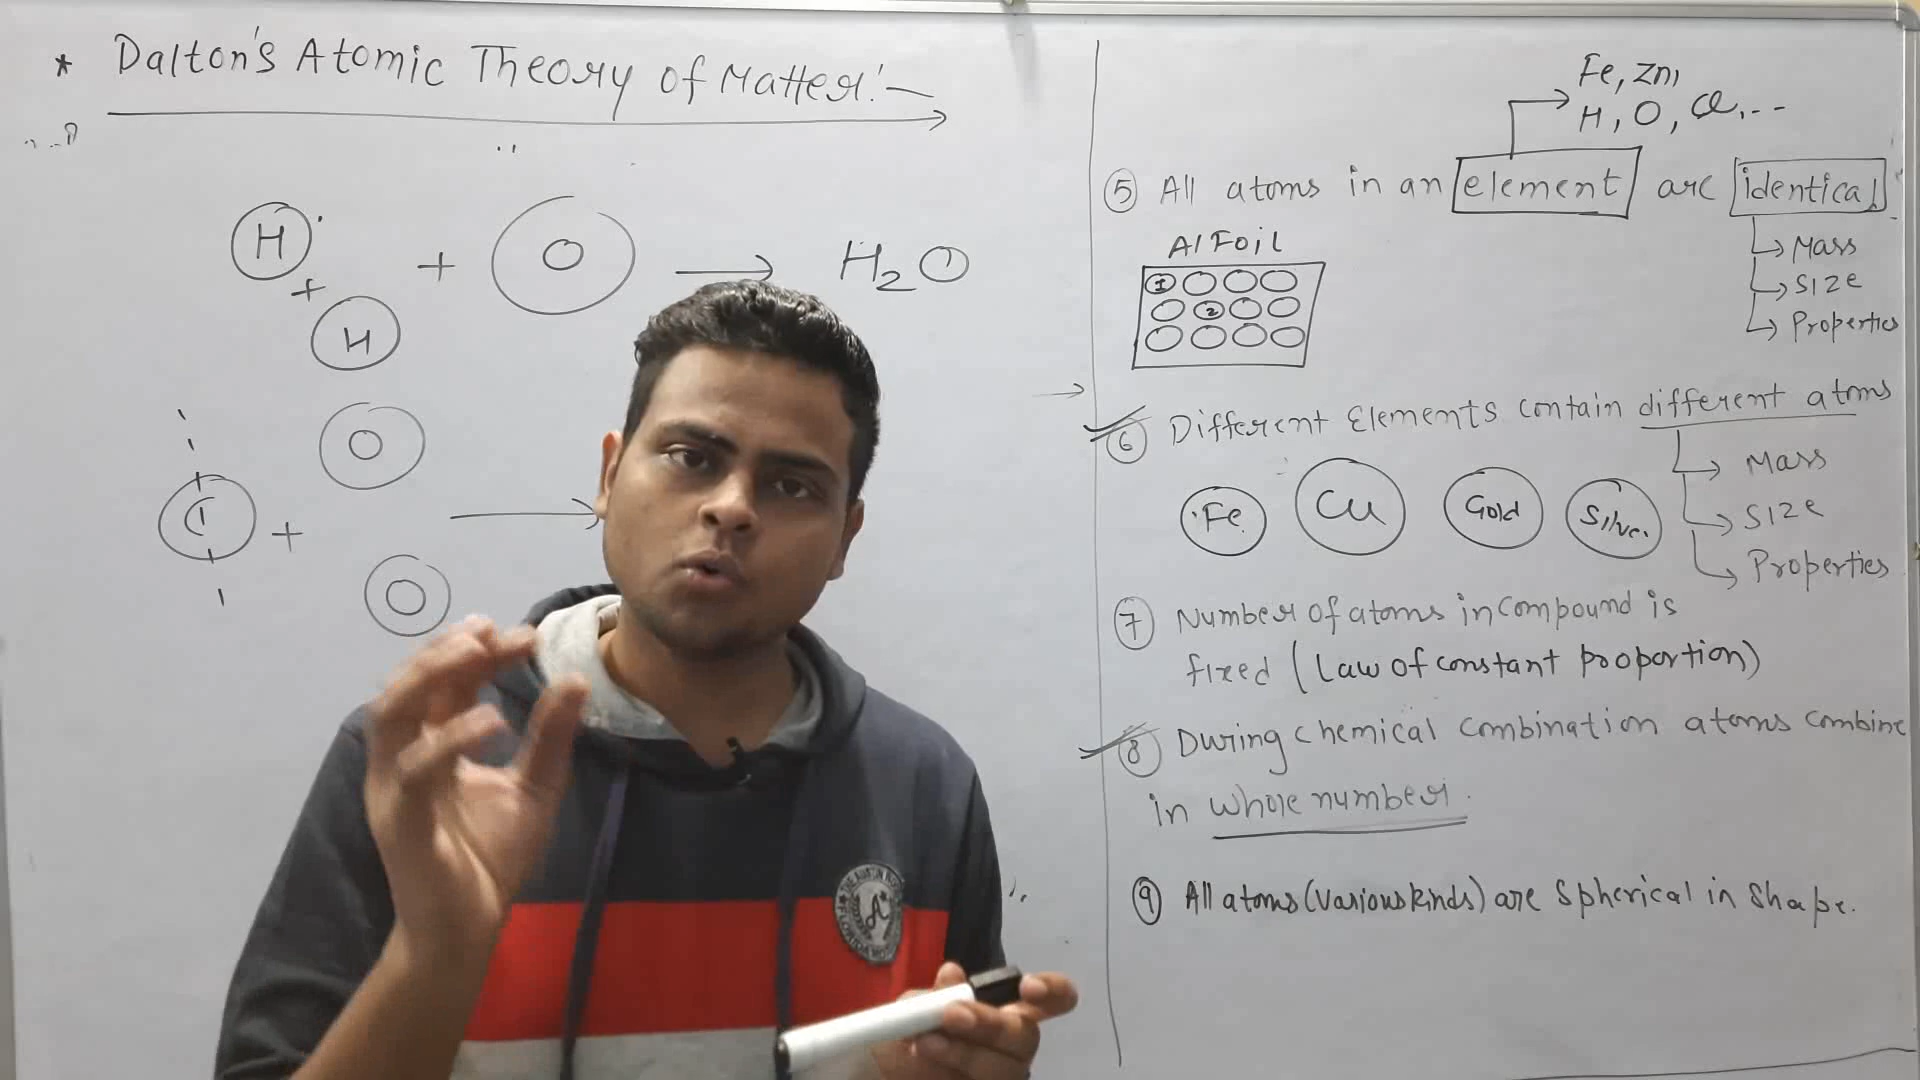 * Dalton's Atomic Theory of Matter:-
H + H + O → H₂O
C + O O →
Fe, Zn,
H, O, Cl, --
⑤ All atoms in an element are identical
Mass
Size
Properties
Al Foil
1
2
⑥ Different Elements contain different atoms
Mass
Size
Properties
Fe Cu Gold Silver
⑦ Number of atoms in compound is
fixed (Law of constant proportion)
⑧ During chemical combination atoms combine
in whole number.
⑨ All atoms (Various kinds) are Spherical in Shape.
A